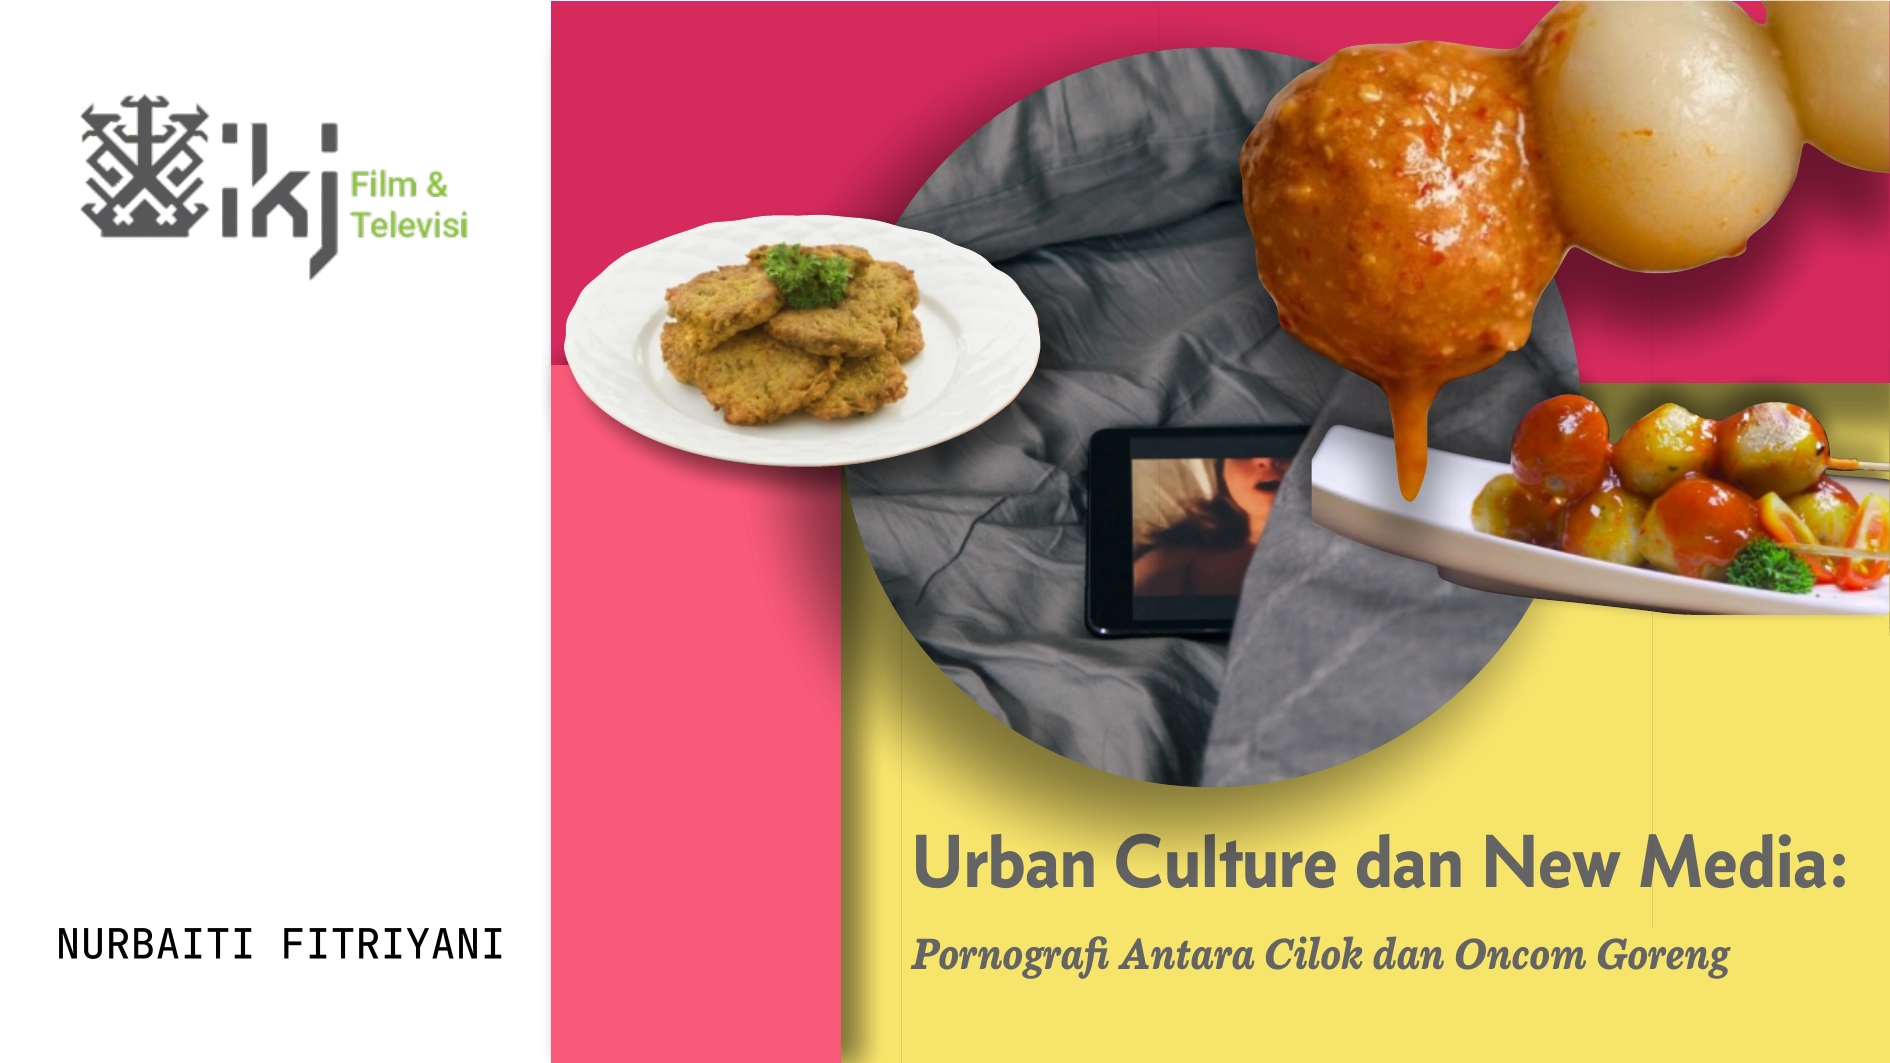 ikj
Film &
Televisi
NURBAITI FITRIYANI
Urban Culture dan New Media:
Pornografi Antara Cilok dan Oncom Goreng